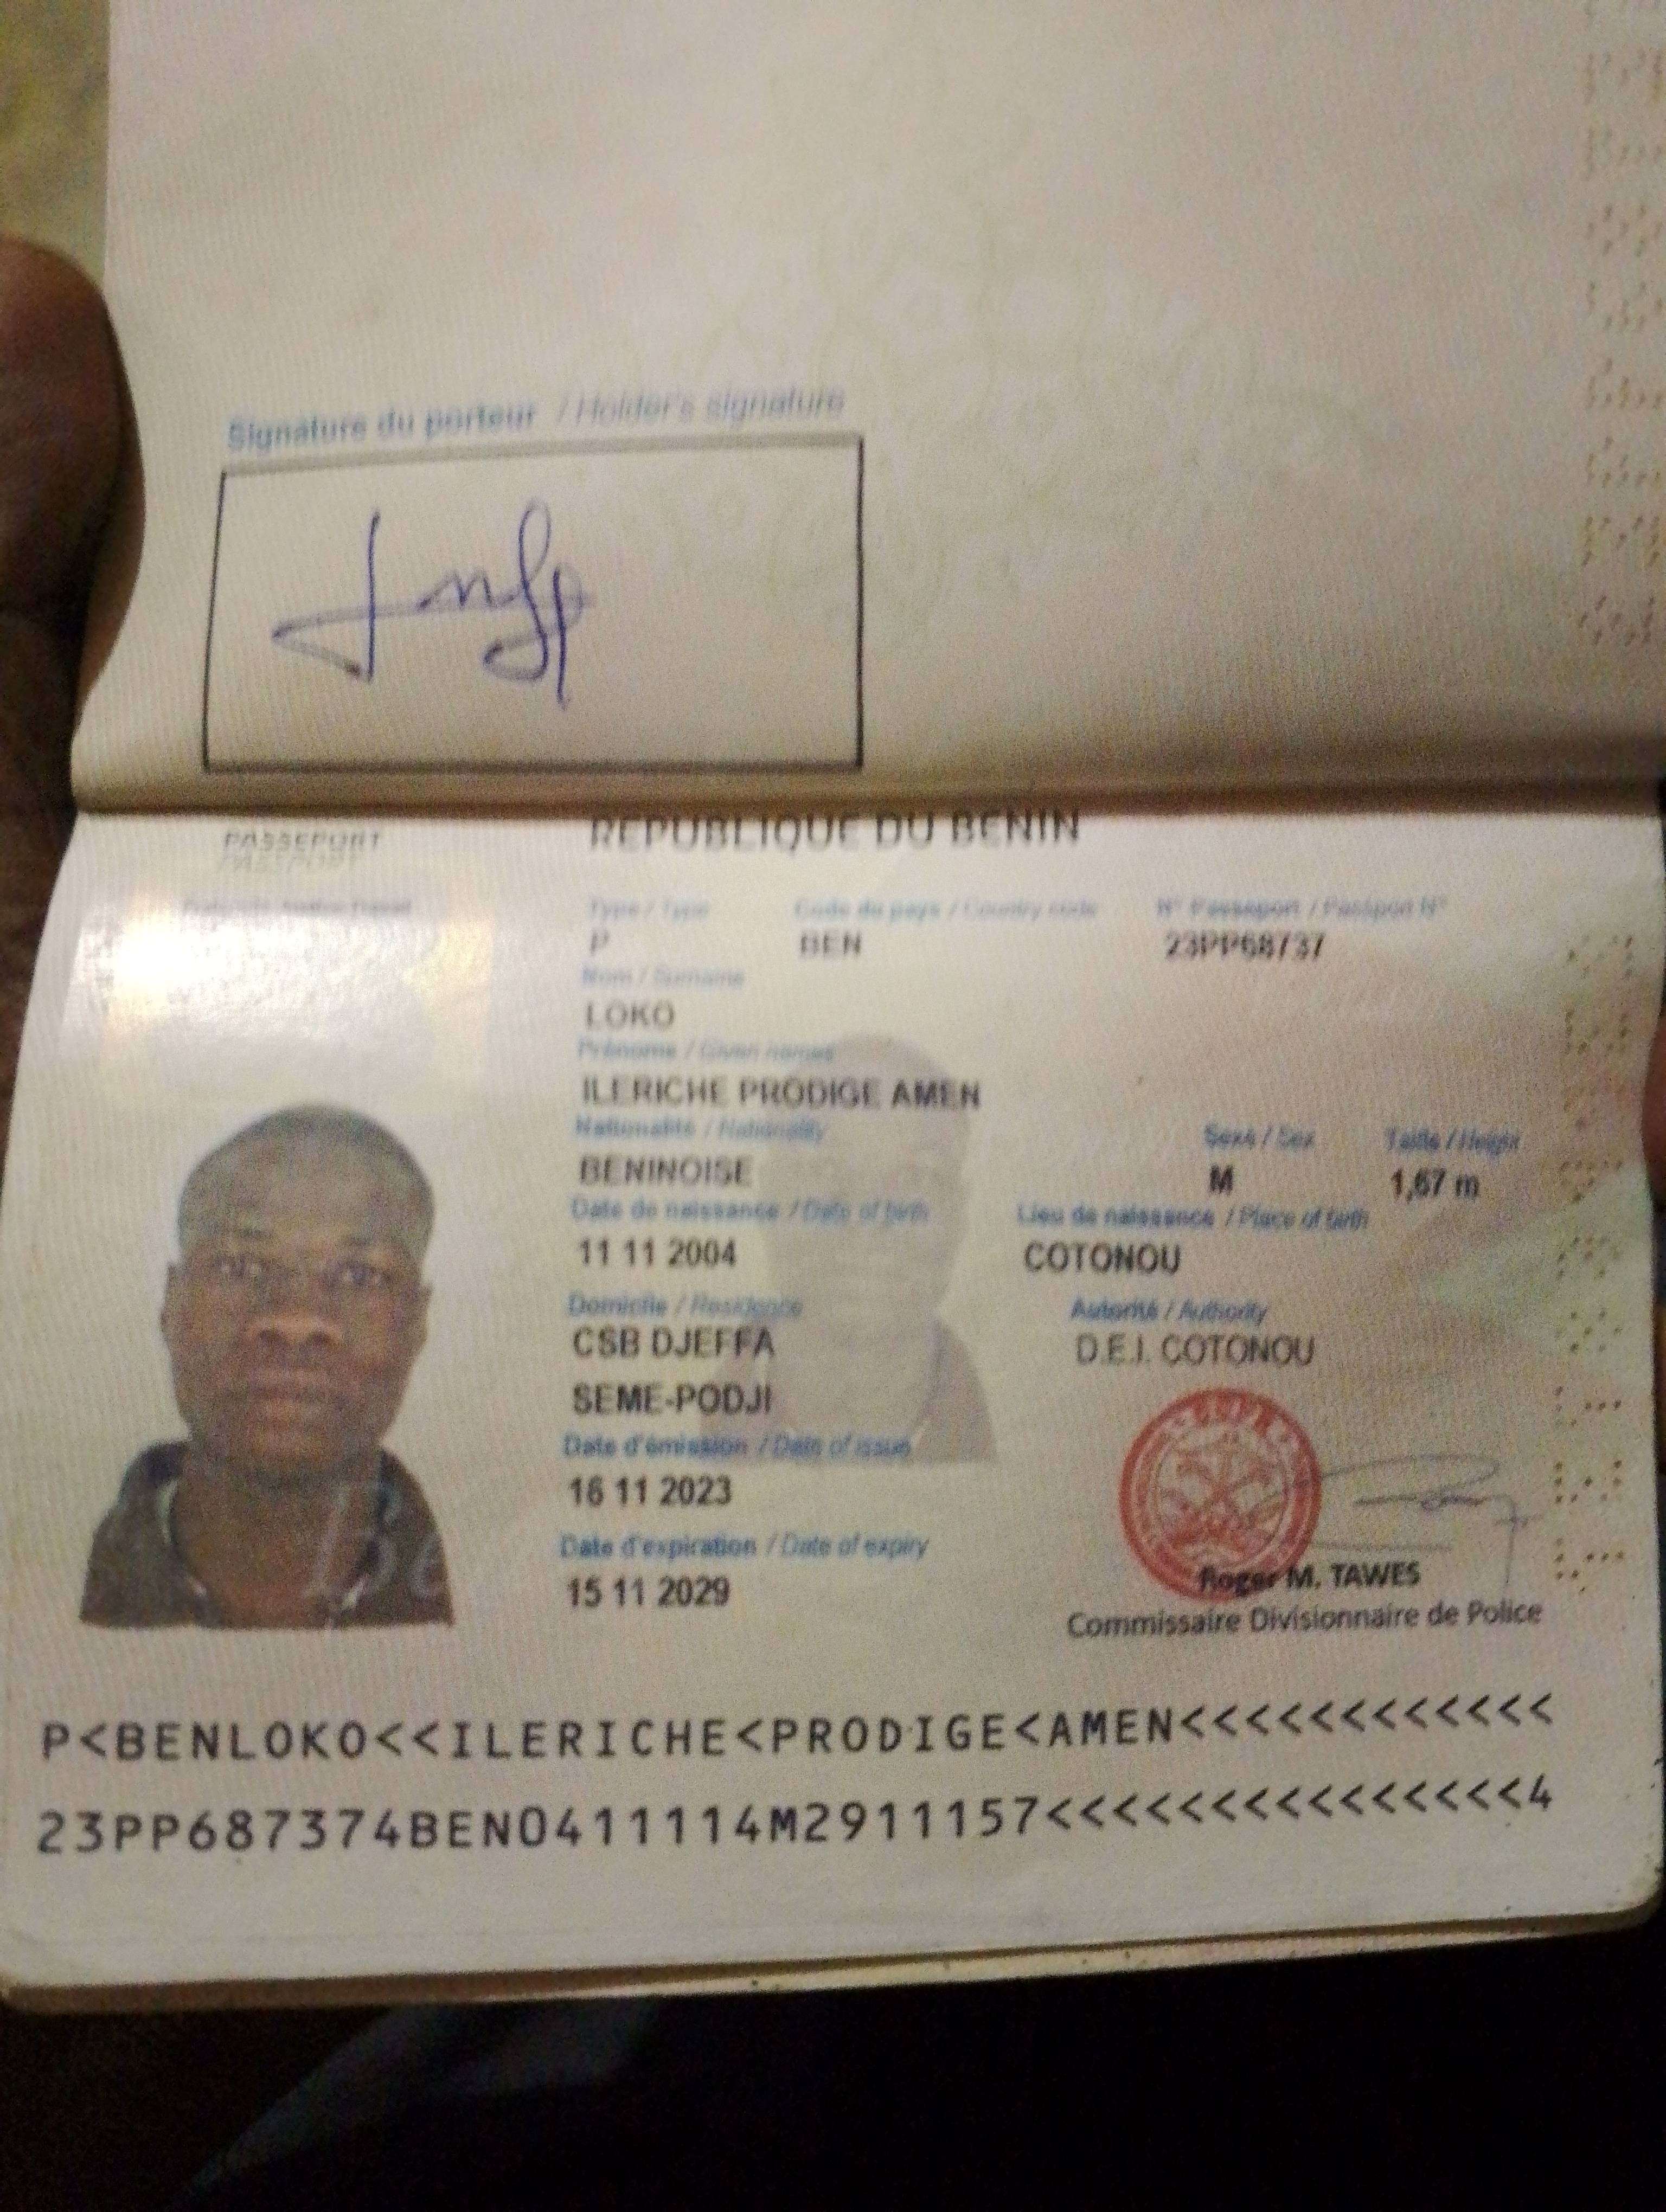 Signature du porteur / Holder's signature
PASSEPORT
REPUBLIQUE DU BENIN
Type / Type Code du pays / Country code N° Passeport / Passport N°
P BEN 23PP68737
Nom / Surname
LOKO
Prénoms / Given names
ILERICHE PRODIGE AMEN
Nationalité / Nationality Sexe / Sex Taille / Height
BENINOISE M 1,67 m
Date de naissance / Date of birth Lieu de naissance / Place of birth
11 11 2004 COTONOU
Domicile / Residence Autorité / Authority
CSB DJEFFA D.E.I. COTONOU
SEME-PODJI
Date d'émission / Date of issue
16 11 2023
Date d'expiration / Date of expiry
15 11 2029
Roger M. TAWES
Commissaire Divisionnaire de Police
P<BENLOKO<<ILERICHE<PRODIGE<AMEN<<<<<<<<<<<<
23PP687374BEN0411114M2911157<<<<<<<<<<<<<<<4